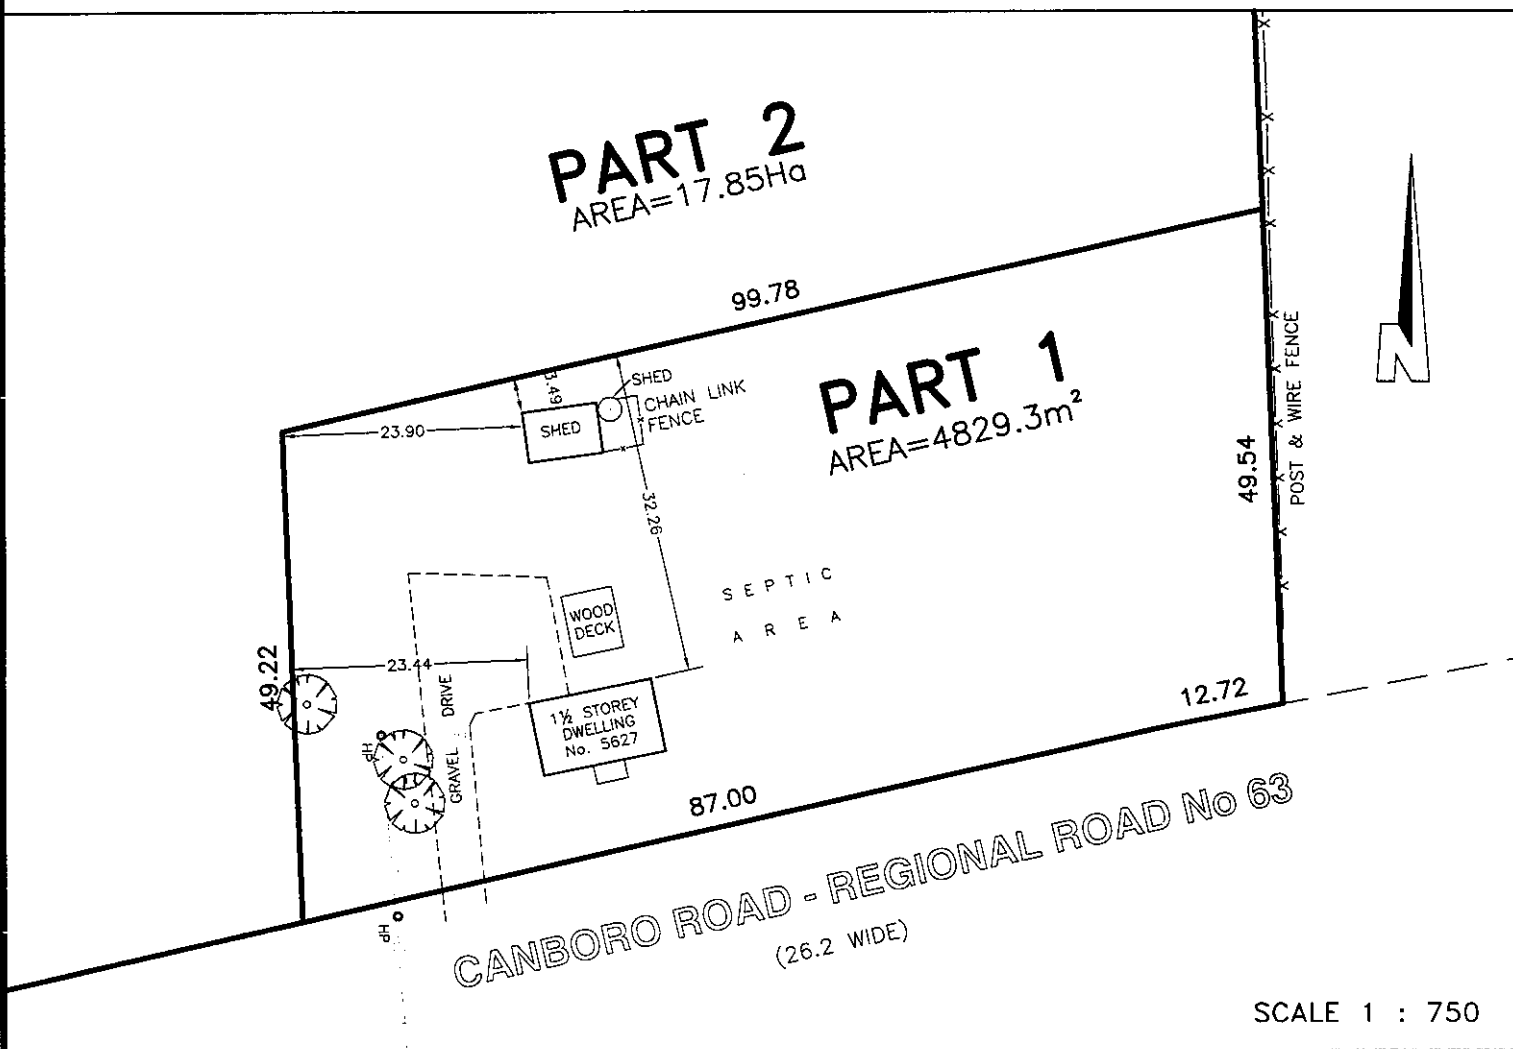 PART 2
AREA=17.85Ha
99.78
PART 1
AREA=4829.3m²
3.49
SHED
CHAIN LINK
FENCE
SHED
23.90
32.26
49.54
POST & WIRE FENCE
N
SEPTIC
AREA
WOOD
DECK
23.44
49.22
GRAVEL DRIVE
1½ STOREY
DWELLING
No. 5627
HP
12.72
87.00
HP
CANBORO ROAD - REGIONAL ROAD No 63
(26.2 WIDE)
SCALE 1 : 750